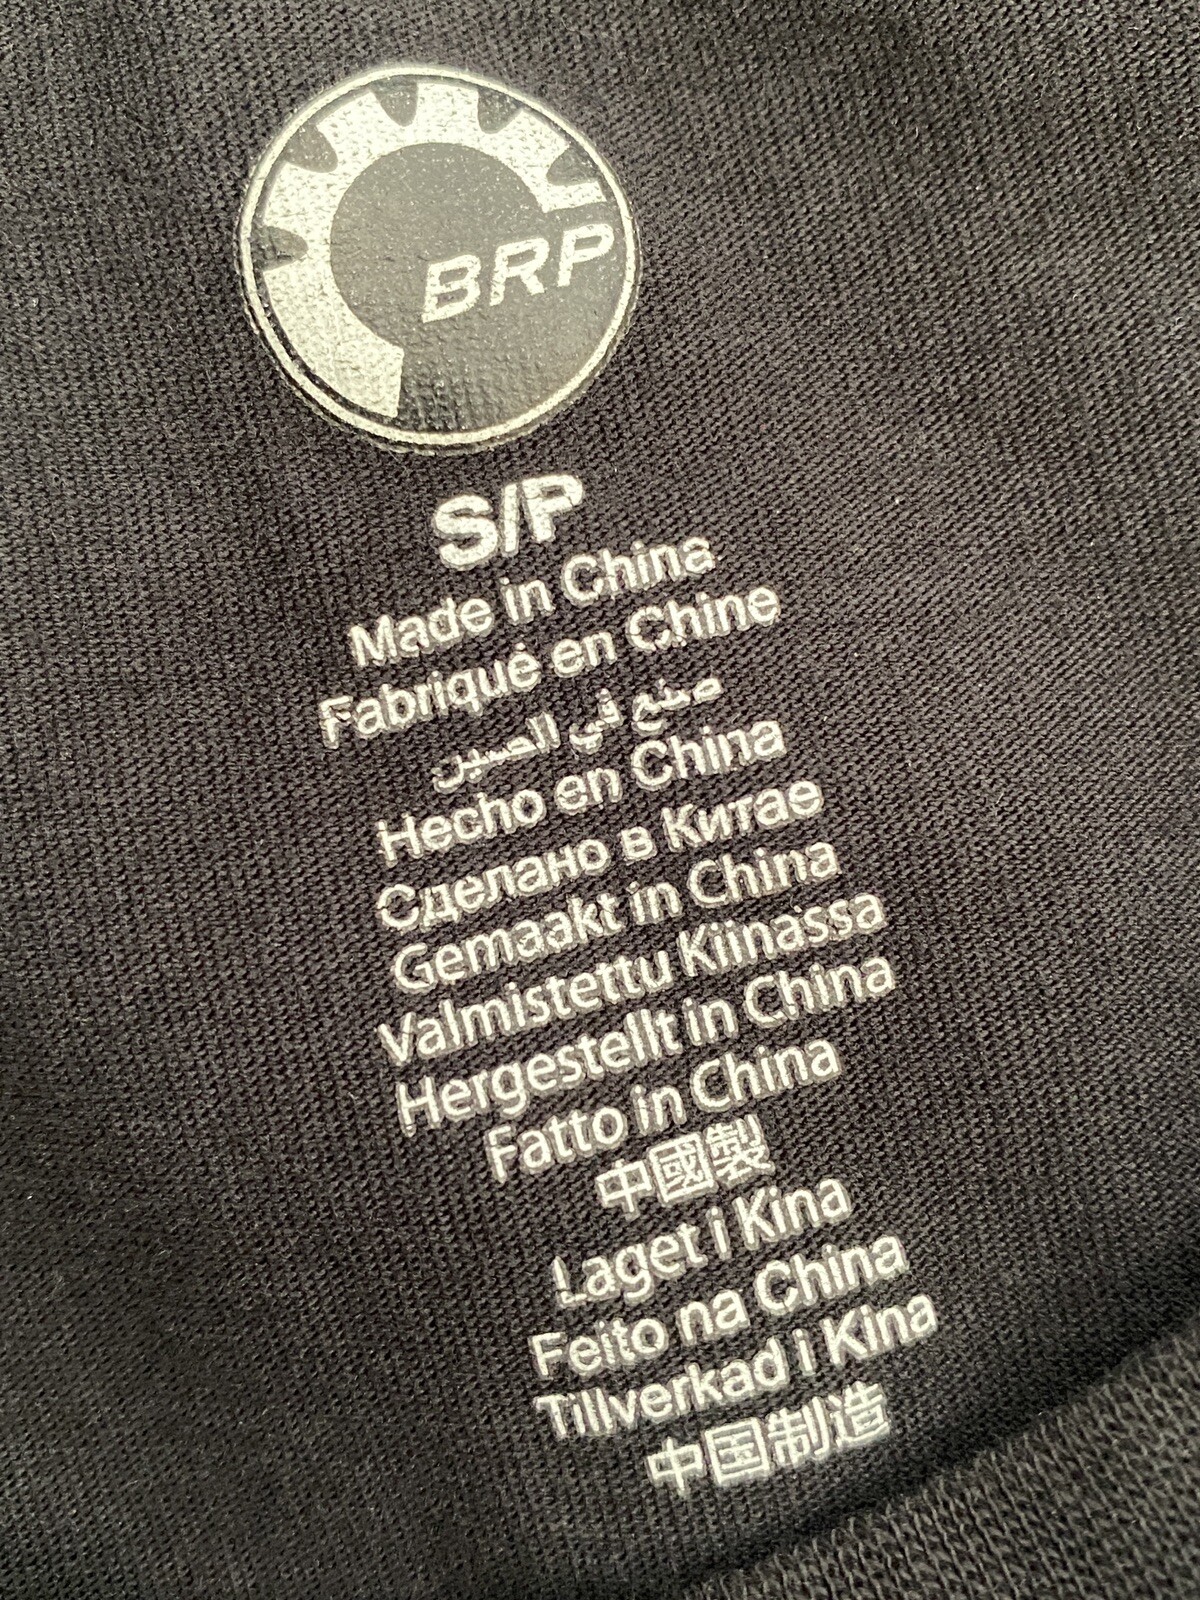 BRP
S/P
Made in China
Fabriqué en Chine
صنع في الصين
Hecho en China
Сделано в Китае
Gemaakt in China
Valmistettu Kiinassa
Hergestellt in China
Fatto in China
中國製
Laget i Kina
Feito na China
Tillverkad i Kina
中国制造